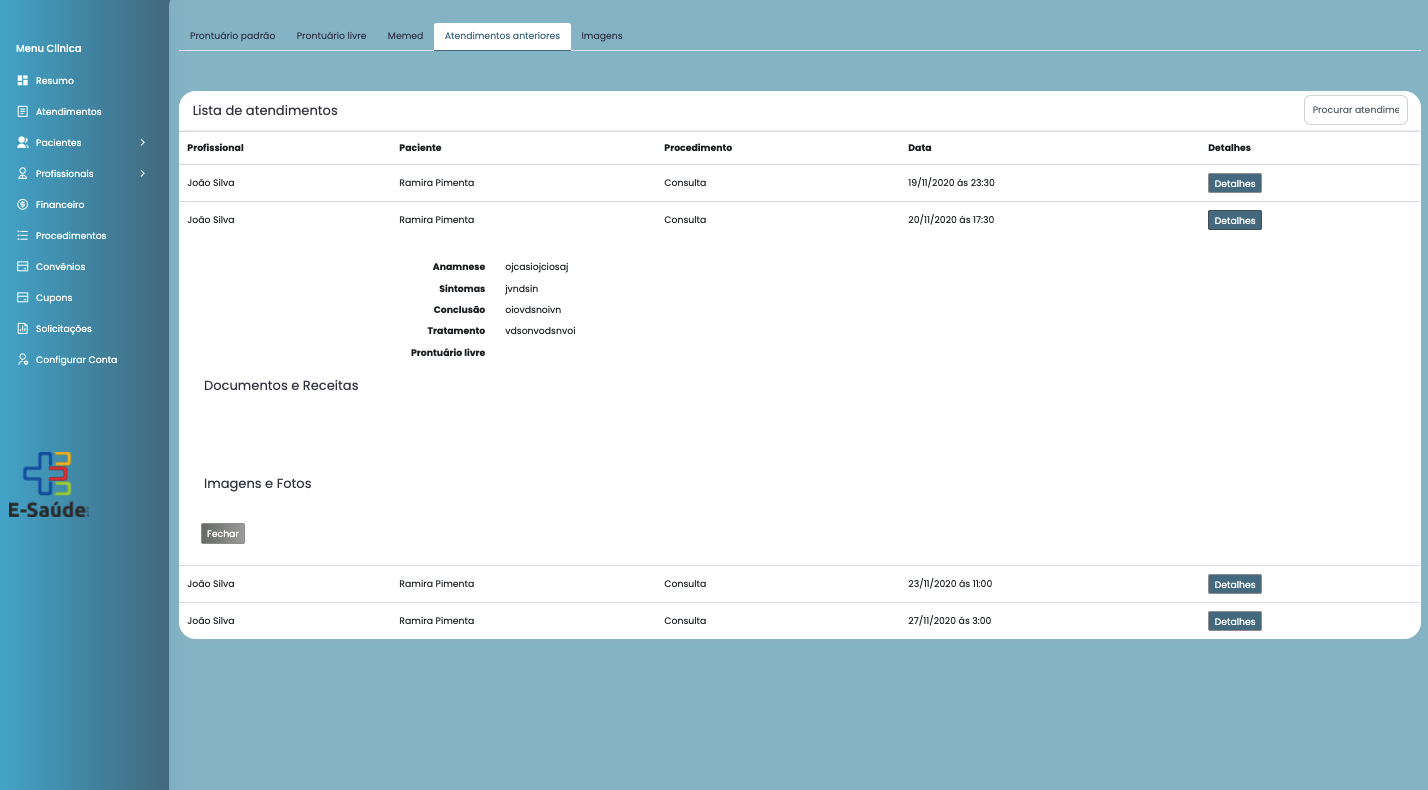 Menu Clinica
Resumo
Atendimentos
Pacientes
Profissionais
Financeiro
Procedimentos
Convênios
Cupons
Solicitações
Configurar Conta
E-Saúde
Prontuário padrão Prontuário livre Memed Atendimentos anteriores Imagens
Lista de atendimentos Procurar atendime
Profissional Paciente Procedimento Data Detalhes
João Silva Ramira Pimenta Consulta 19/11/2020 ás 23:30 Detalhes
João Silva Ramira Pimenta Consulta 20/11/2020 ás 17:30 Detalhes
Anamnese ojcasiojciosaj
Sintomas jvndsin
Conclusão oiovdsnoivn
Tratamento vdsonvodsnvoi
Prontuário livre
Documentos e Receitas
Imagens e Fotos
Fechar
João Silva Ramira Pimenta Consulta 23/11/2020 ás 11:00 Detalhes
João Silva Ramira Pimenta Consulta 27/11/2020 ás 3:00 Detalhes